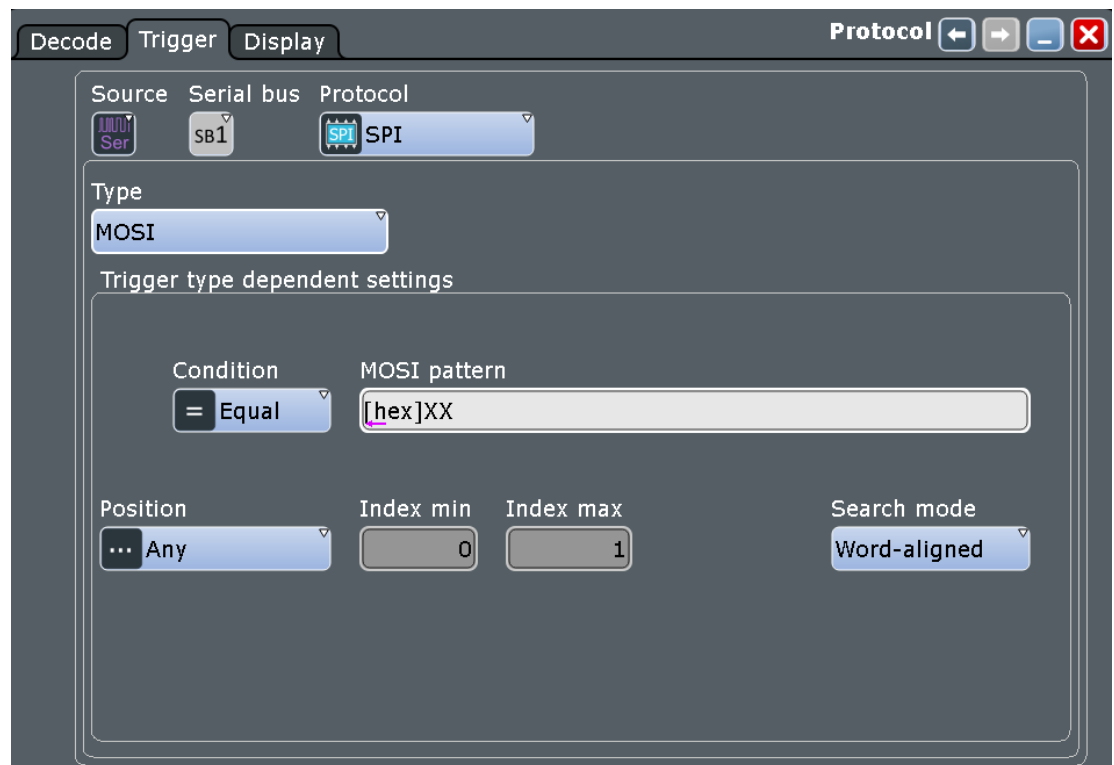 Decode Trigger Display Protocol
Source Serial bus Protocol
Ser SB1 SPI SPI
Type
MOSI
Trigger type dependent settings
Condition MOSI pattern
= Equal [hex]XX
Position Index min Index max Search mode
... Any 0 1 Word-aligned